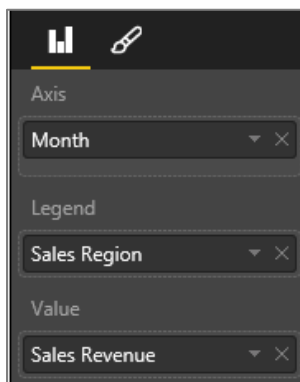 Axis
Month
Legend
Sales Region
Value
Sales Revenue